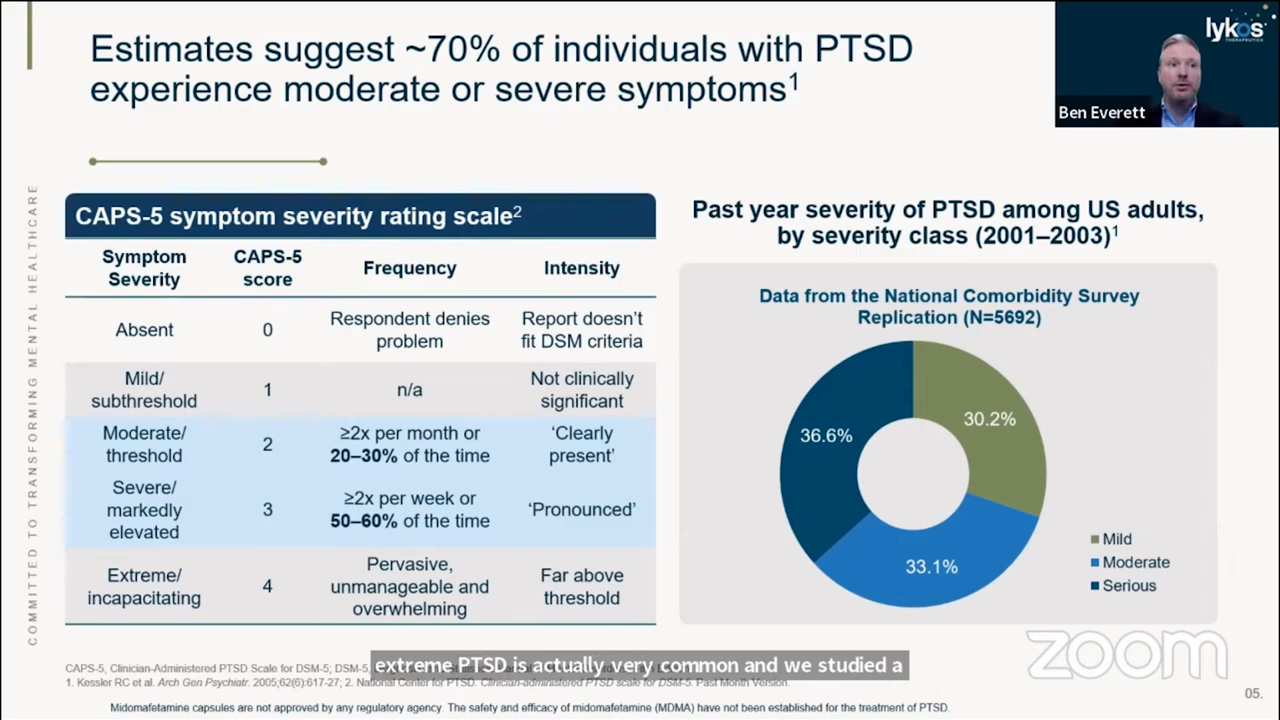 Estimates suggest ~70% of individuals with PTSD
experience moderate or severe symptoms1
lykos
THERAPEUTICS
Ben Everett
COMMITTED TO TRANSFORMING MENTAL HEALTHCARE
CAPS-5 symptom severity rating scale2
Symptom Severity CAPS-5 score Frequency Intensity
Absent 0 Respondent denies problem Report doesn't fit DSM criteria
Mild/ subthreshold 1 n/a Not clinically significant
Moderate/ threshold 2 ≥2x per month or 20–30% of the time 'Clearly present'
Severe/ markedly elevated 3 ≥2x per week or 50–60% of the time 'Pronounced'
Extreme/ incapacitating 4 Pervasive, unmanageable and overwhelming Far above threshold
Past year severity of PTSD among US adults,
by severity class (2001–2003)1
Data from the National Comorbidity Survey
Replication (N=5692)
36.6%
30.2%
33.1%
Mild
Moderate
Serious
zoom
CAPS-5, Clinician-Administered PTSD Scale for DSM-5; DSM-5,
extreme PTSD is actually very common and we studied a
1. Kessler RC et al. Arch Gen Psychiatr. 2005;62(6):617-27; 2. National Center for PTSD. Clinician-administered PTSD scale for DSM-5. Past Month Version.
05.
Midomafetamine capsules are not approved by any regulatory agency. The safety and efficacy of midomafetamine (MDMA) have not been established for the treatment of PTSD.